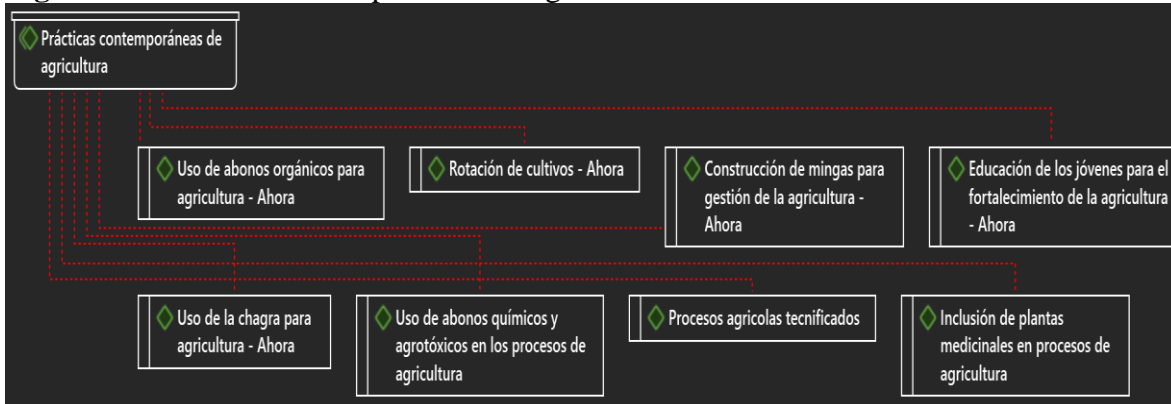 Prácticas contemporáneas de
agricultura
Uso de abonos orgánicos para
agricultura - Ahora
Rotación de cultivos - Ahora
Construcción de mingas para
gestión de la agricultura -
Ahora
Educación de los jóvenes para el
fortalecimiento de la agricultura
- Ahora
Uso de la chagra para
agricultura - Ahora
Uso de abonos químicos y
agrotóxicos en los procesos de
agricultura
Procesos agricolas tecnificados
Inclusión de plantas
medicinales en procesos de
agricultura